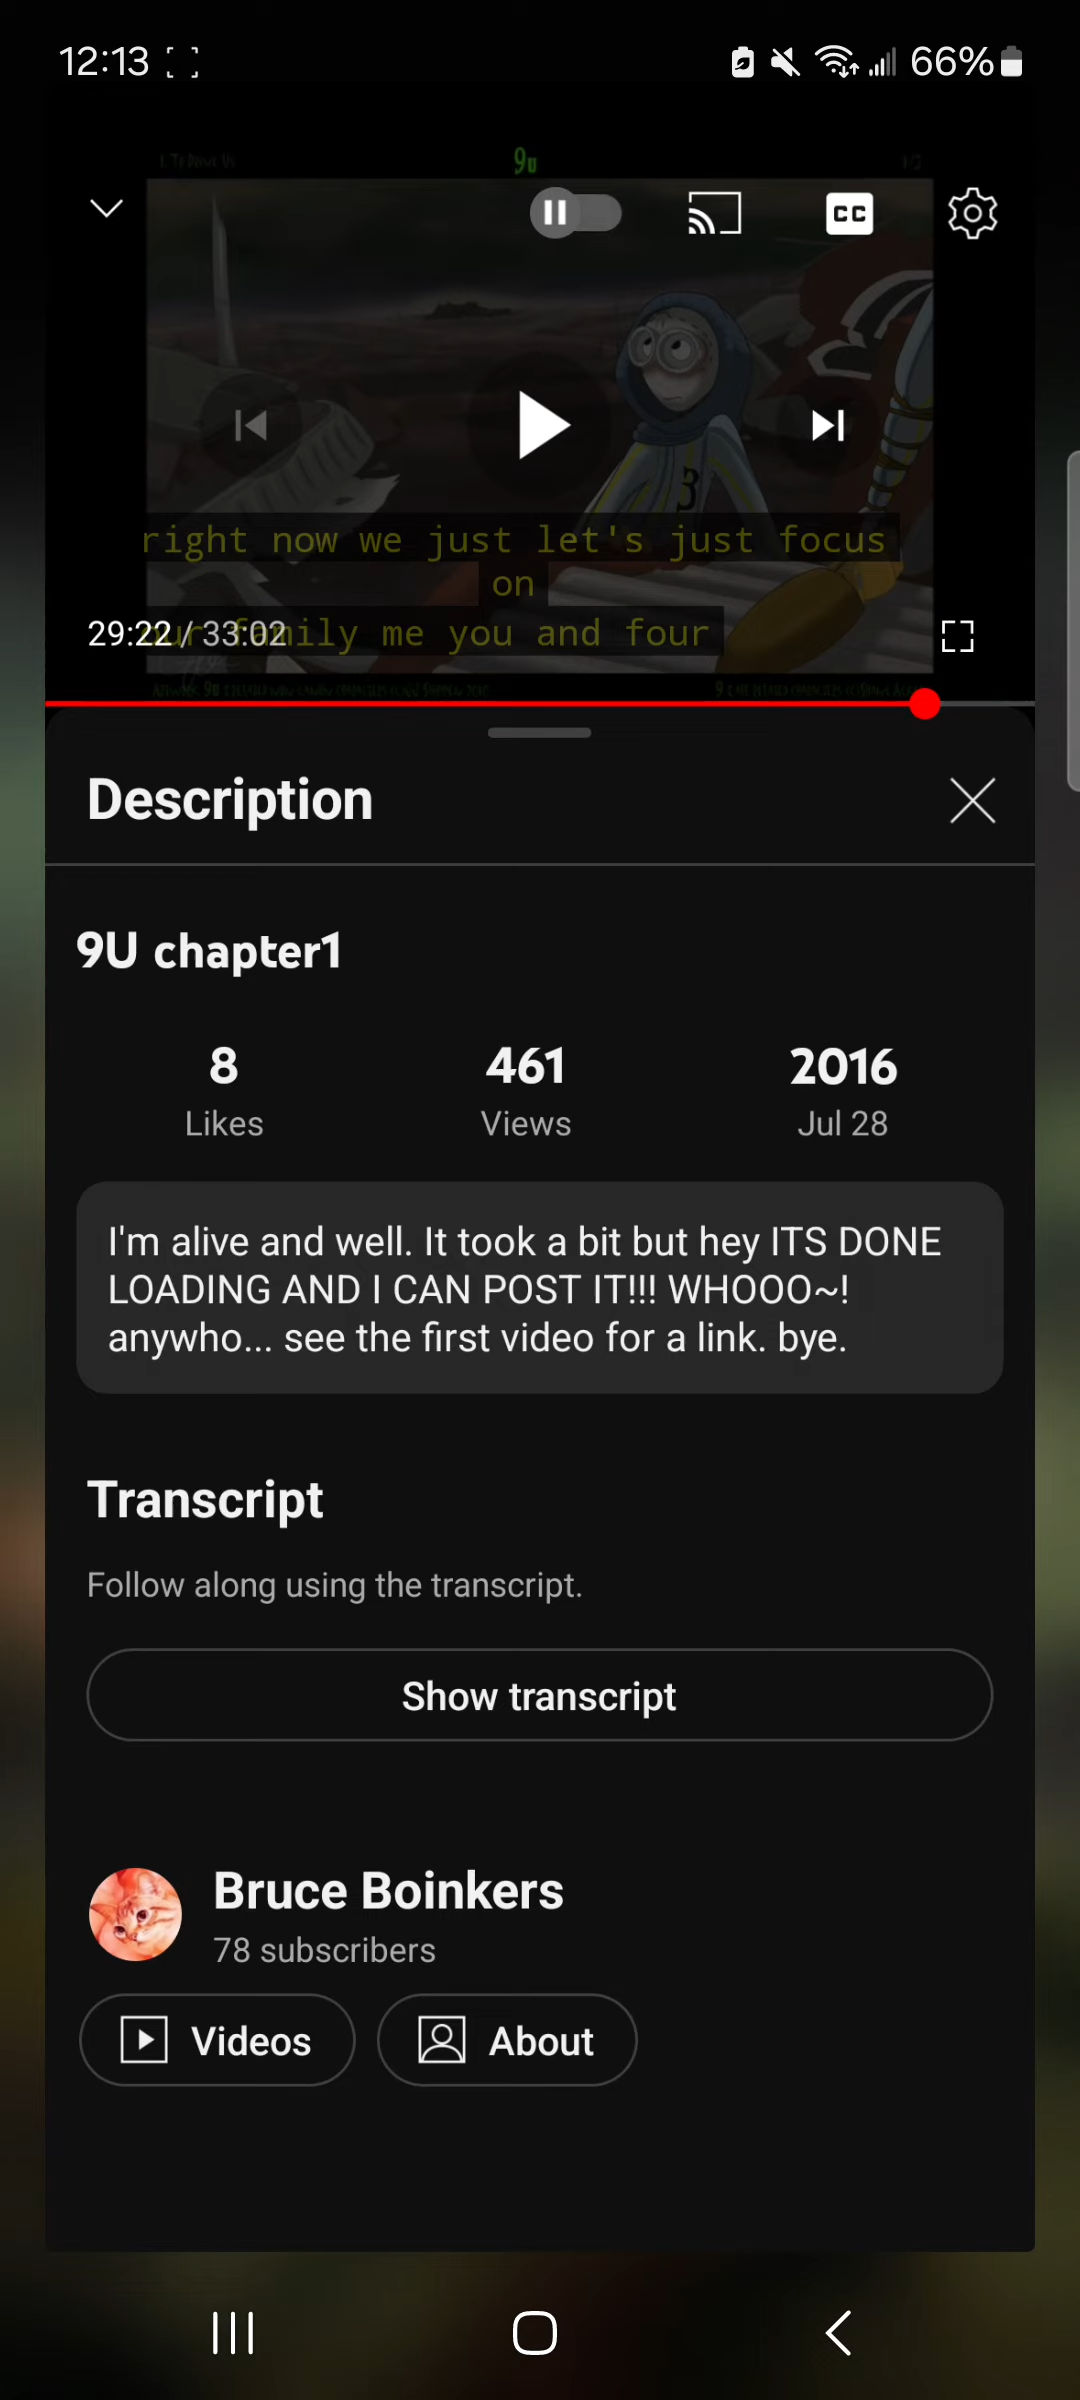 12:13
66%
9u
CC
right now we just let's just focus
on
family me you and four
29:22 / 33:02
Description
9U chapter1
8
Likes
461
Views
2016
Jul 28
I'm alive and well. It took a bit but hey ITS DONE
LOADING AND I CAN POST IT!!! WHOOO~!
anywho... see the first video for a link. bye.
Transcript
Follow along using the transcript.
Show transcript
Bruce Boinkers
78 subscribers
Videos
About